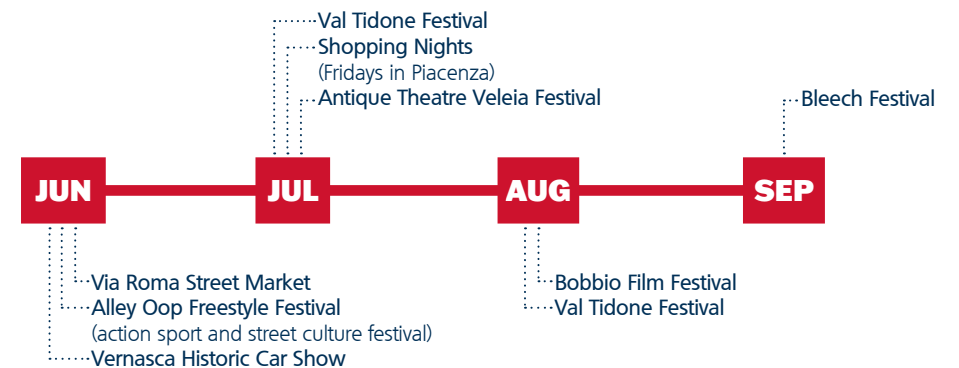 Val Tidone Festival
Shopping Nights
(Fridays in Piacenza)
Antique Theatre Veleia Festival
Bleech Festival
JUN
JUL
AUG
SEP
Via Roma Street Market
Alley Oop Freestyle Festival
(action sport and street culture festival)
Vernasca Historic Car Show
Bobbio Film Festival
Val Tidone Festival